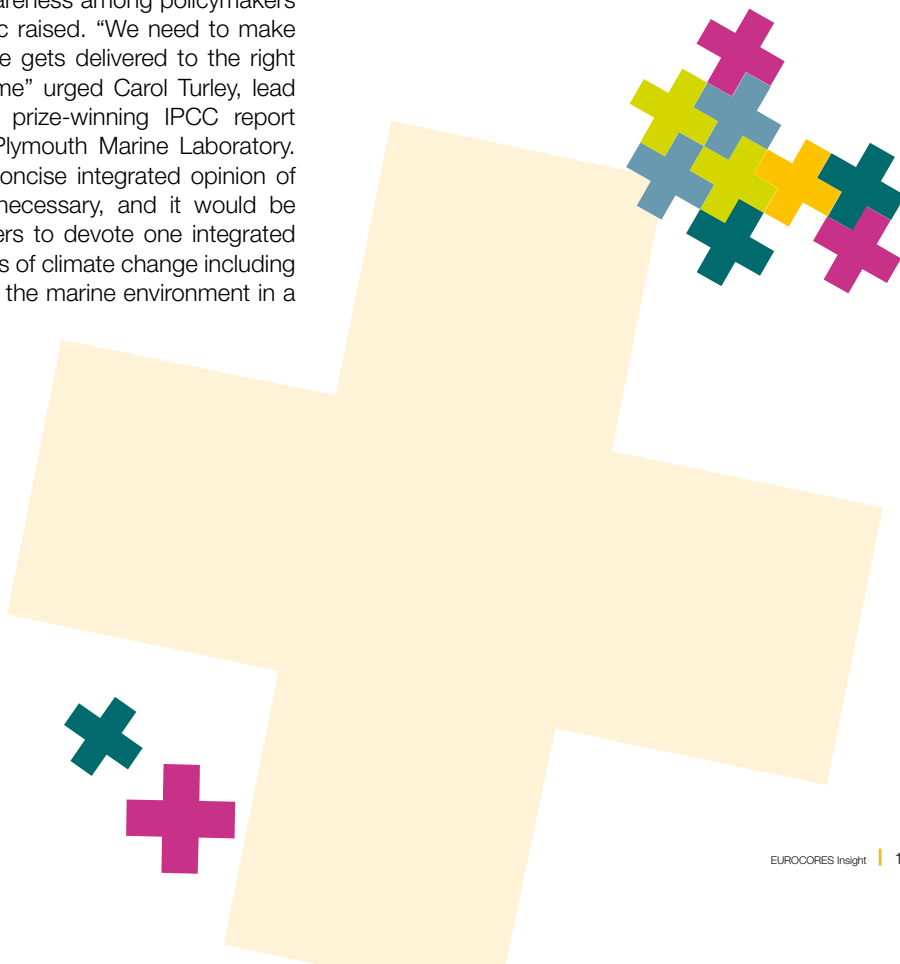 areness among policymakers
c raised. “We need to make
e gets delivered to the right
me” urged Carol Turley, lead
prize-winning IPCC report
Plymouth Marine Laboratory.
oncise integrated opinion of
necessary, and it would be
ers to devote one integrated
s of climate change including
the marine environment in a
EUROCORES Insight | 1